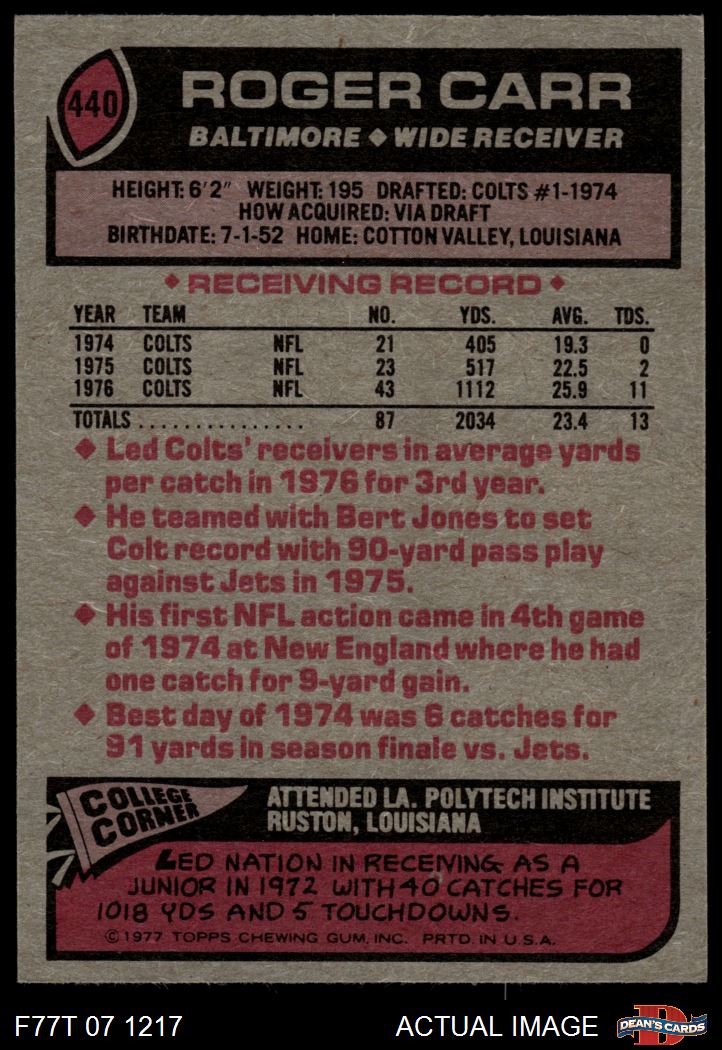 440
ROGER CARR
BALTIMORE ◆ WIDE RECEIVER
HEIGHT: 6'2" WEIGHT: 195 DRAFTED: COLTS #1-1974
HOW ACQUIRED: VIA DRAFT
BIRTHDATE: 7-1-52 HOME: COTTON VALLEY, LOUISIANA
◆ RECEIVING RECORD ◆
YEAR TEAM NO. YDS. AVG. TDS.
1974 COLTS NFL 21 405 19.3 0
1975 COLTS NFL 23 517 22.5 2
1976 COLTS NFL 43 1112 25.9 11
TOTALS . . . . . . . . . . . . . . . 87 2034 23.4 13
◆ Led Colts' receivers in average yards
per catch in 1976 for 3rd year.
◆ He teamed with Bert Jones to set
Colt record with 90-yard pass play
against Jets in 1975.
◆ His first NFL action came in 4th game
of 1974 at New England where he had
one catch for 9-yard gain.
◆ Best day of 1974 was 6 catches for
91 yards in season finale vs. Jets.
COLLEGE
CORNER
ATTENDED LA. POLYTECH INSTITUTE
RUSTON, LOUISIANA
LED NATION IN RECEIVING AS A
JUNIOR IN 1972 WITH 40 CATCHES FOR
1018 YDS AND 5 TOUCHDOWNS.
©1977 TOPPS CHEWING GUM, INC. PRTD. IN U.S.A.
F77T 07 1217
ACTUAL IMAGE
D
DEAN'S CARDS